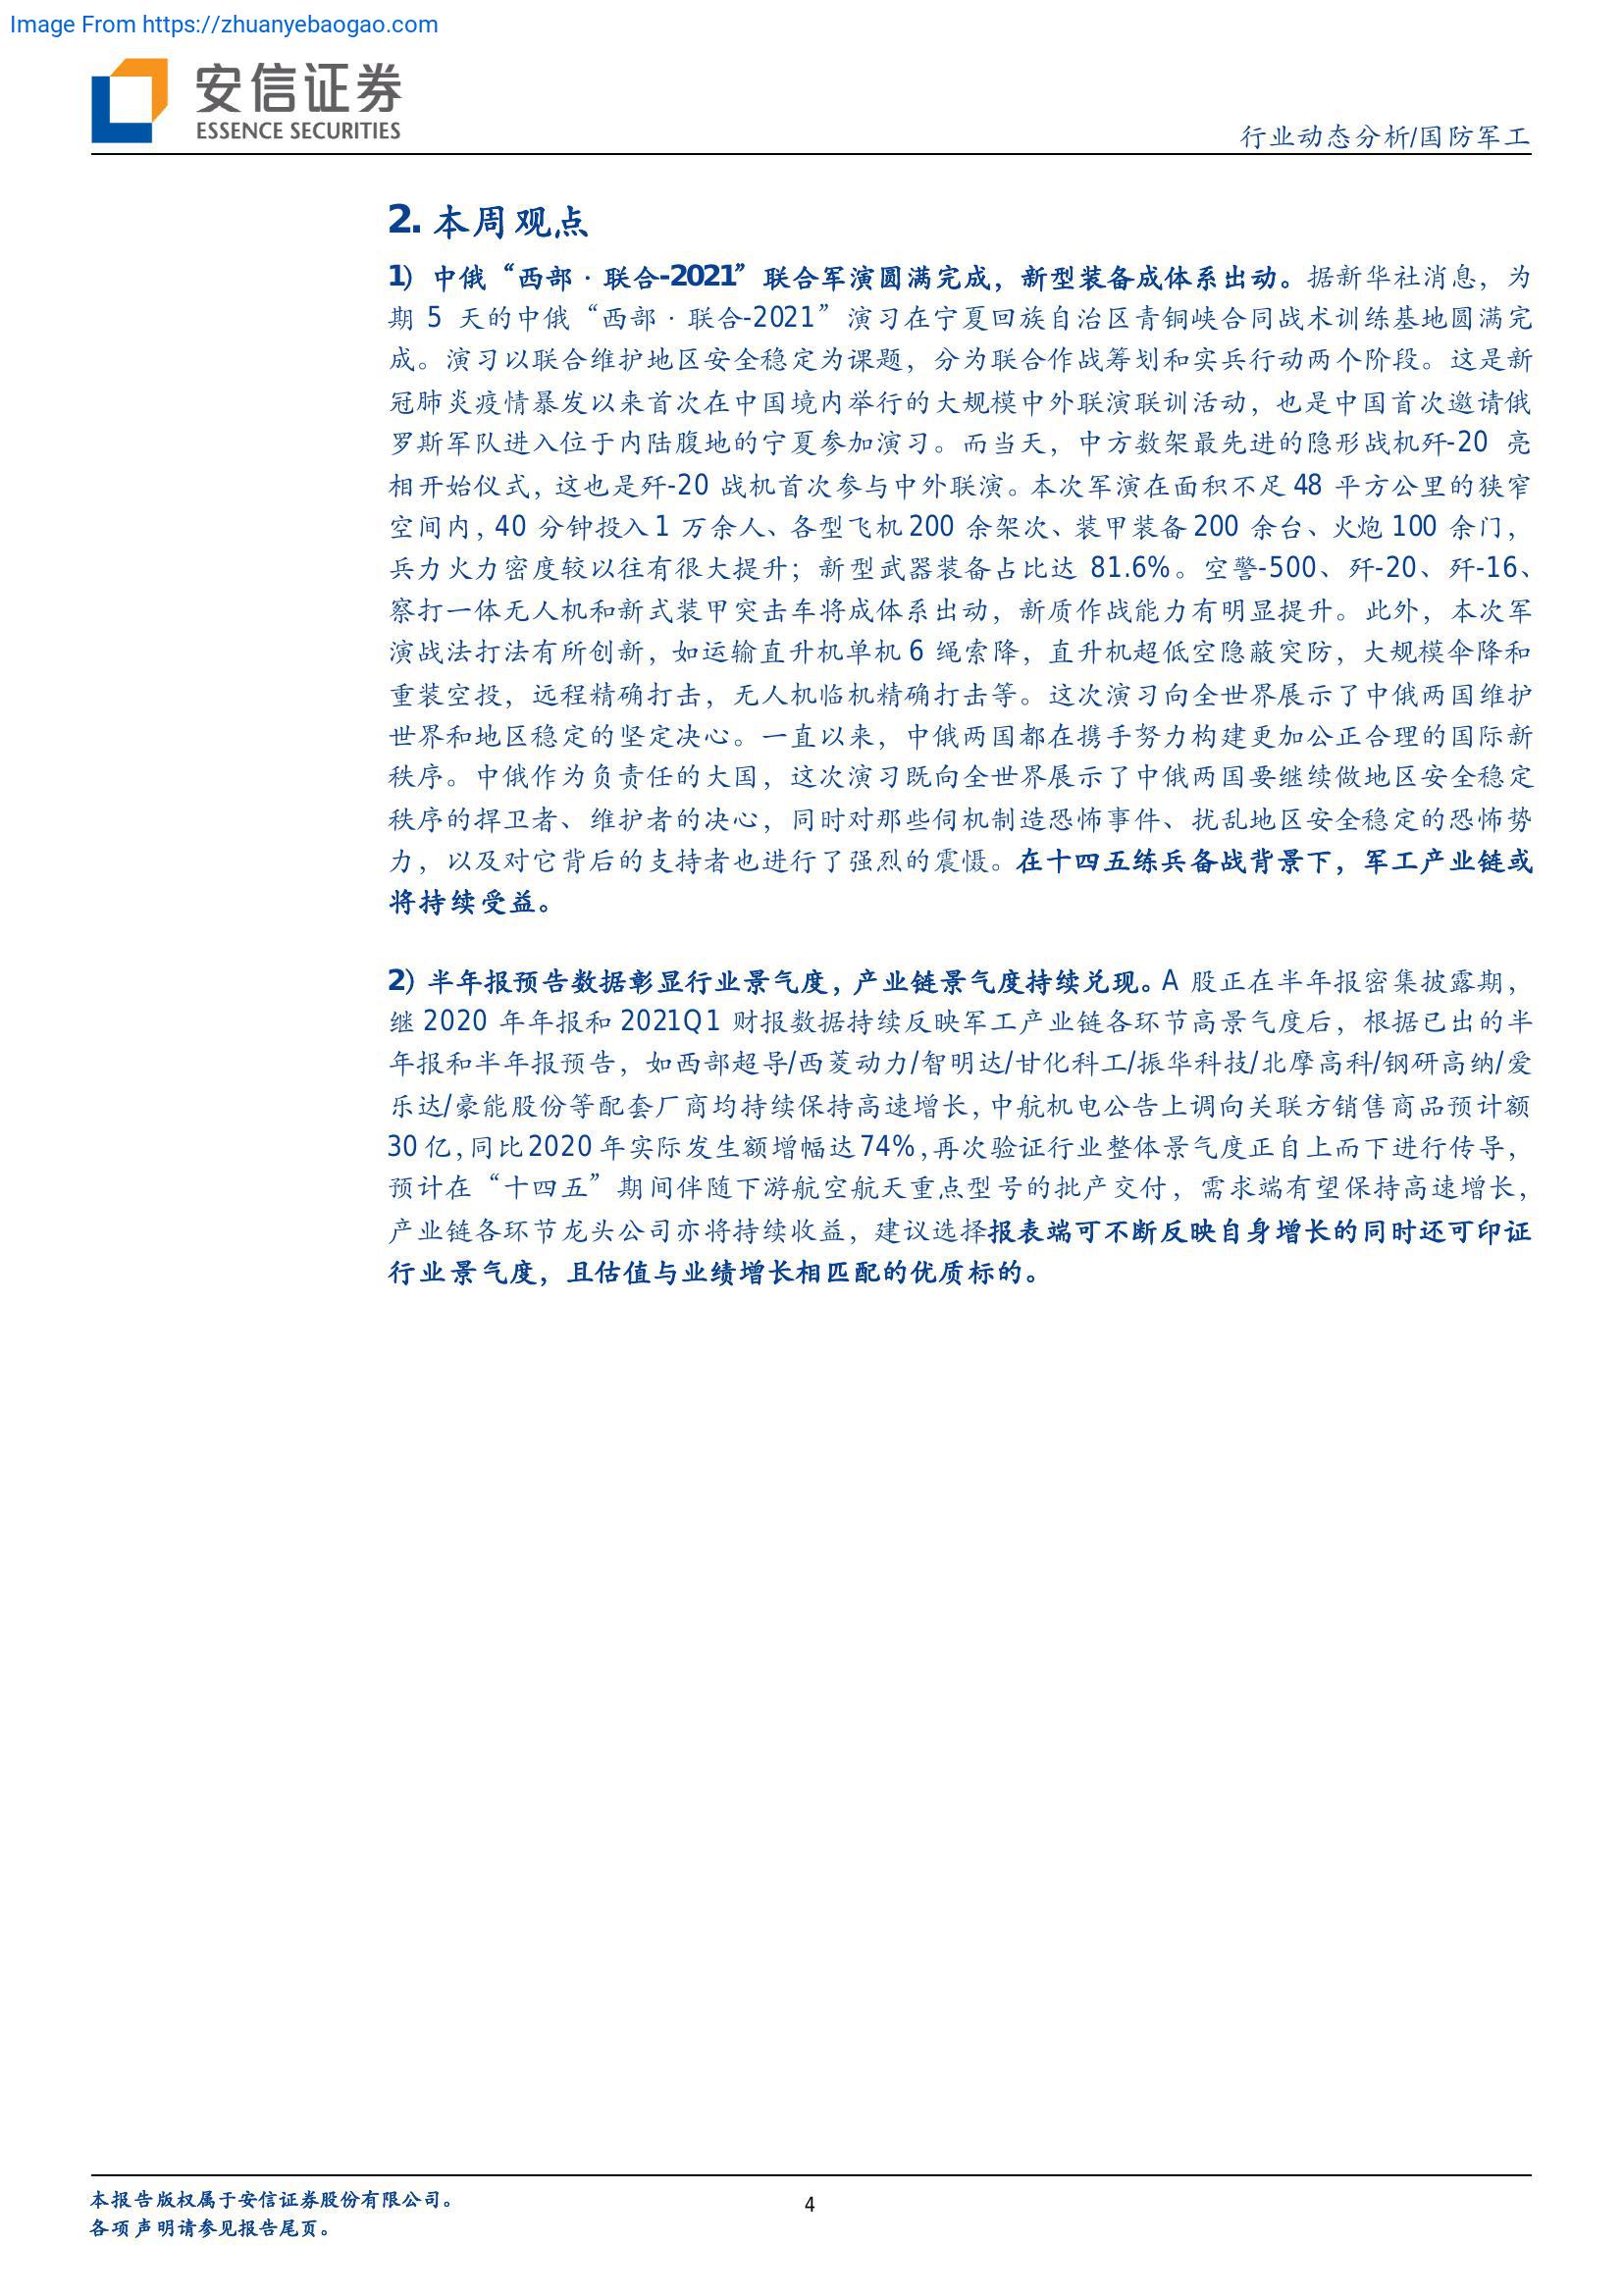 Image From https://zhuanyebaogao.com
安信证券
ESSENCE SECURITIES
行业动态分析/国防军工
2. 本周观点
1）中俄“西部·联合-2021”联合军演圆满完成，新型装备成体系出动。据新华社消息，为
期 5 天的中俄“西部·联合-2021”演习在宁夏回族自治区青铜峡合同战术训练基地圆满完
成。演习以联合维护地区安全稳定为课题，分为联合作战筹划和实兵行动两个阶段。这是新
冠肺炎疫情暴发以来首次在中国境内举行的大规模中外联演联训活动，也是中国首次邀请俄
罗斯军队进入位于内陆腹地的宁夏参加演习。而当天，中方数架最先进的隐形战机歼-20 亮
相开始仪式，这也是歼-20 战机首次参与中外联演。本次军演在面积不足 48 平方公里的狭窄
空间内，40 分钟投入 1 万余人、各型飞机 200 余架次、装甲装备 200 余台、火炮 100 余门，
兵力火力密度较以往有很大提升；新型武器装备占比达 81.6%。空警-500、歼-20、歼-16、
察打一体无人机和新式装甲突击车将成体系出动，新质作战能力有明显提升。此外，本次军
演战法打法有所创新，如运输直升机单机 6 绳索降，直升机超低空隐蔽突防，大规模伞降和
重装空投，远程精确打击，无人机临机精确打击等。这次演习向全世界展示了中俄两国维护
世界和地区稳定的坚定决心。一直以来，中俄两国都在携手努力构建更加公正合理的国际新
秩序。中俄作为负责任的大国，这次演习既向全世界展示了中俄两国要继续做地区安全稳定
秩序的捍卫者、维护者的决心，同时对那些伺机制造恐怖事件、扰乱地区安全稳定的恐怖势
力，以及对它背后的支持者也进行了强烈的震慑。在十四五练兵备战背景下，军工产业链或
将持续受益。
2）半年报预告数据彰显行业景气度，产业链景气度持续兑现。A 股正在半年报密集披露期，
继 2020 年年报和 2021Q1 财报数据持续反映军工产业链各环节高景气度后，根据已出的半
年报和半年报预告，如西部超导/西菱动力/智明达/甘化科工/振华科技/北摩高科/钢研高纳/爱
乐达/豪能股份等配套厂商均持续保持高速增长，中航机电公告上调向关联方销售商品预计额
30 亿，同比 2020 年实际发生额增幅达 74%，再次验证行业整体景气度正自上而下进行传导，
预计在“十四五”期间伴随下游航空航天重点型号的批产交付，需求端有望保持高速增长，
产业链各环节龙头公司亦将持续收益，建议选择报表端可不断反映自身增长的同时还可印证
行业景气度，且估值与业绩增长相匹配的优质标的。
本报告版权属于安信证券股份有限公司。
4
各项声明请参见报告尾页。